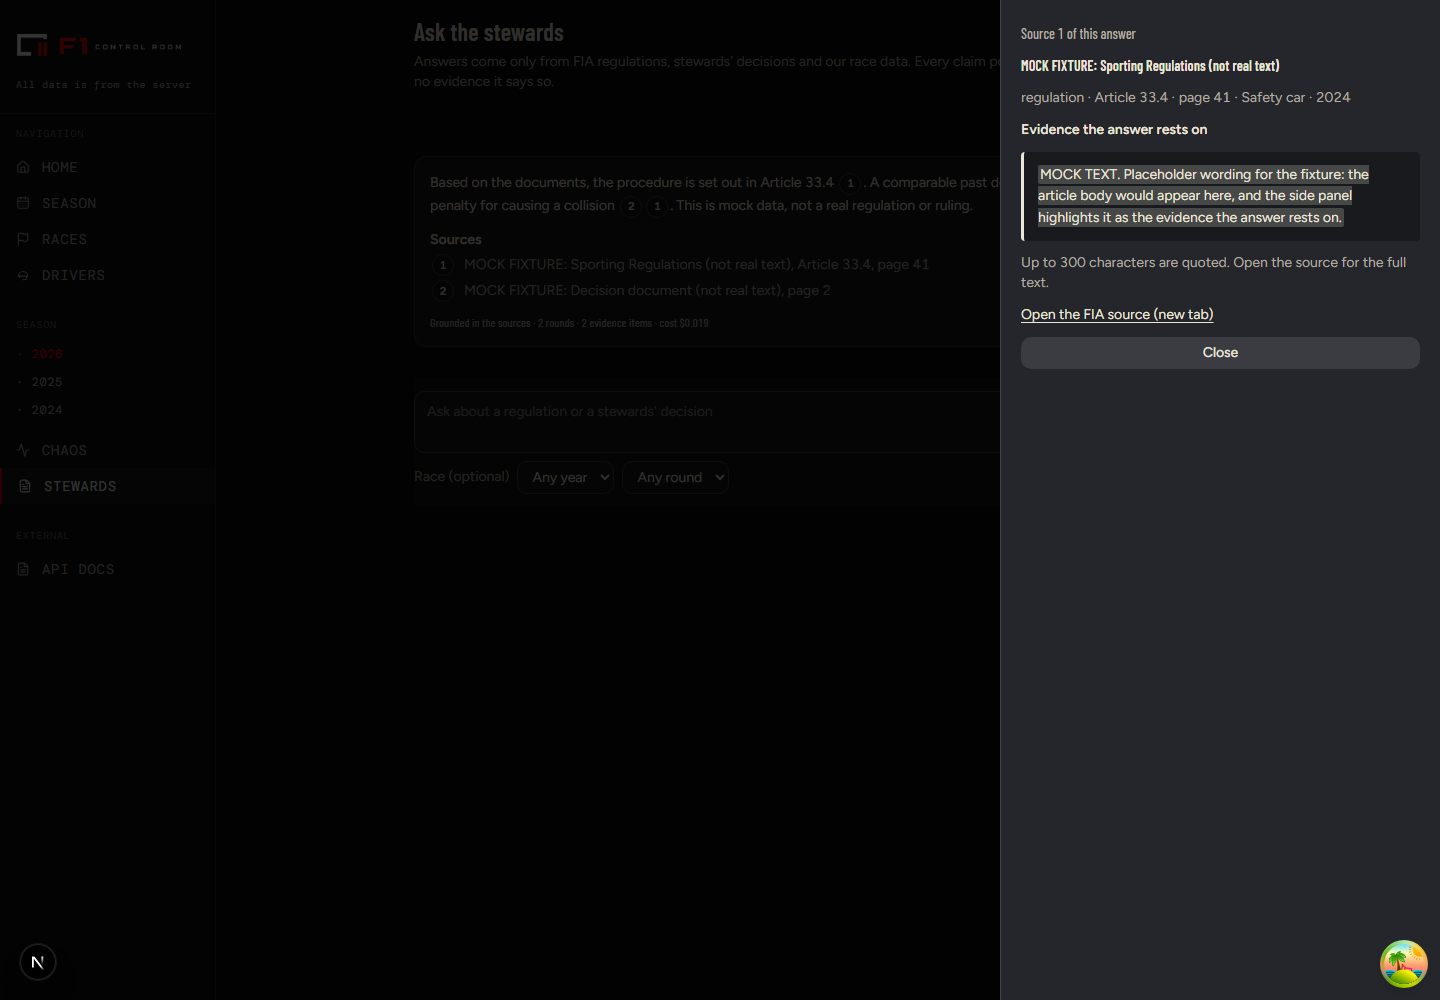 F1 CONTROL ROOM
All data is from the server
NAVIGATION
HOME
SEASON
RACES
DRIVERS
SEASON
· 2026
· 2025
· 2024
CHAOS
STEWARDS
EXTERNAL
API DOCS
N
Ask the stewards
Answers come only from FIA regulations, stewards' decisions and our race data. Every claim
no evidence it says so.
Based on the documents, the procedure is set out in Article 33.4 1 . A comparable past
penalty for causing a collision 2 1 . This is mock data, not a real regulation or ruling.
Sources
1 MOCK FIXTURE: Sporting Regulations (not real text), Article 33.4, page 41
2 MOCK FIXTURE: Decision document (not real text), page 2
Grounded in the sources · 2 rounds · 2 evidence items · cost $0.019
Ask about a regulation or a stewards' decision
Race (optional) Any year Any round
Source 1 of this answer
MOCK FIXTURE: Sporting Regulations (not real text)
regulation · Article 33.4 · page 41 · Safety car · 2024
Evidence the answer rests on
MOCK TEXT. Placeholder wording for the fixture: the
article body would appear here, and the side panel
highlights it as the evidence the answer rests on.
Up to 300 characters are quoted. Open the source for the full
text.
Open the FIA source (new tab)
Close